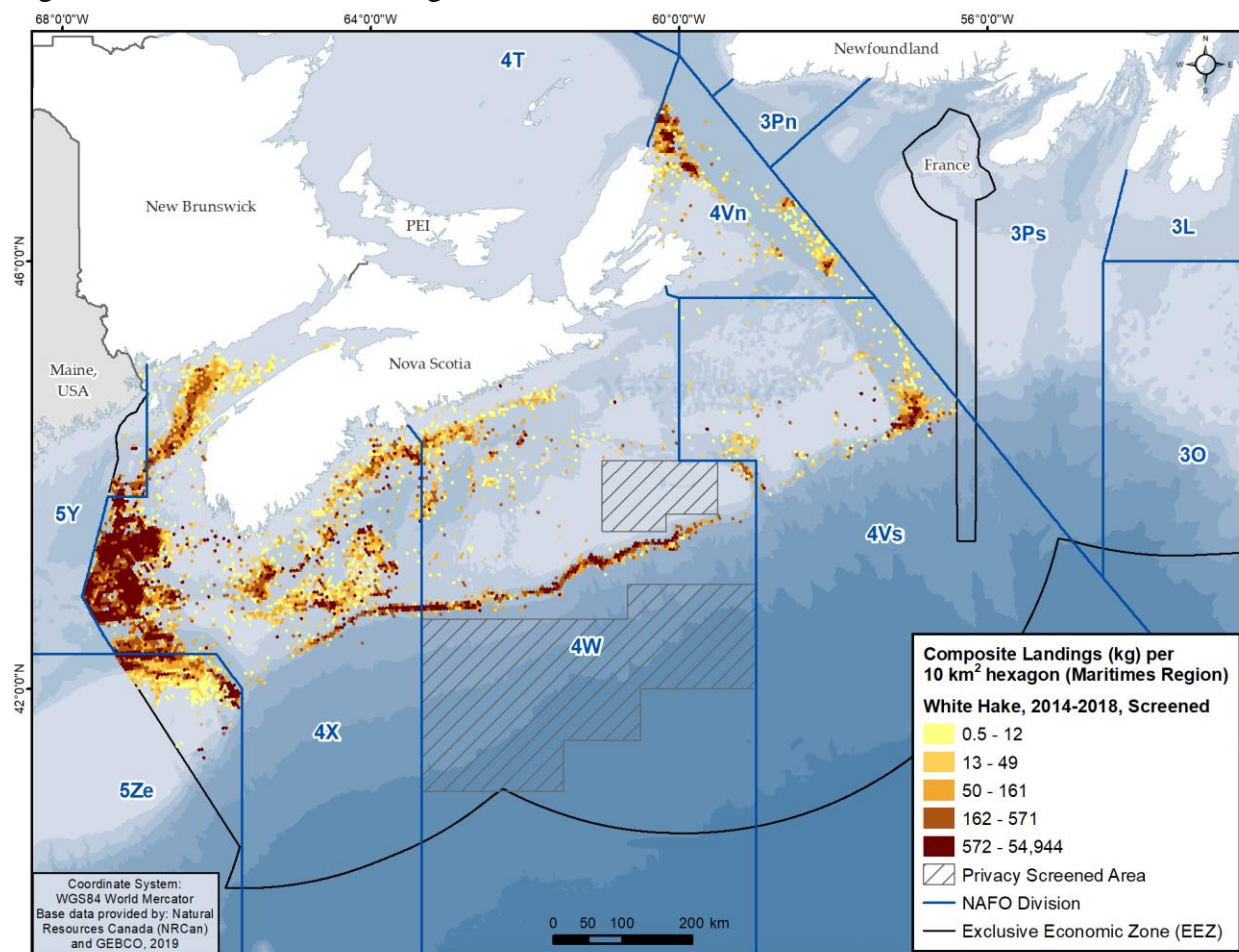 68°0'0"W
64°0'0"W
60°0'0"W
56°0'0"W
Newfoundland
N
W
E
S
4T
3Pn
France
New Brunswick
PEI
4Vn
3Ps
3L
46°0'0"N
Nova Scotia
Maine,
USA
3O
5Y
4Vs
4W
42°0'0"N
4X
5Ze
Composite Landings (kg) per
10 km² hexagon (Maritimes Region)
White Hake, 2014-2018, Screened
0.5 - 12
13 - 49
50 - 161
162 - 571
572 - 54,944
Privacy Screened Area
NAFO Division
Exclusive Economic Zone (EEZ)
Coordinate System:
WGS84 World Mercator
Base data provided by: Natural
Resources Canada (NRCan)
and GEBCO, 2019
0 50 100 200 km